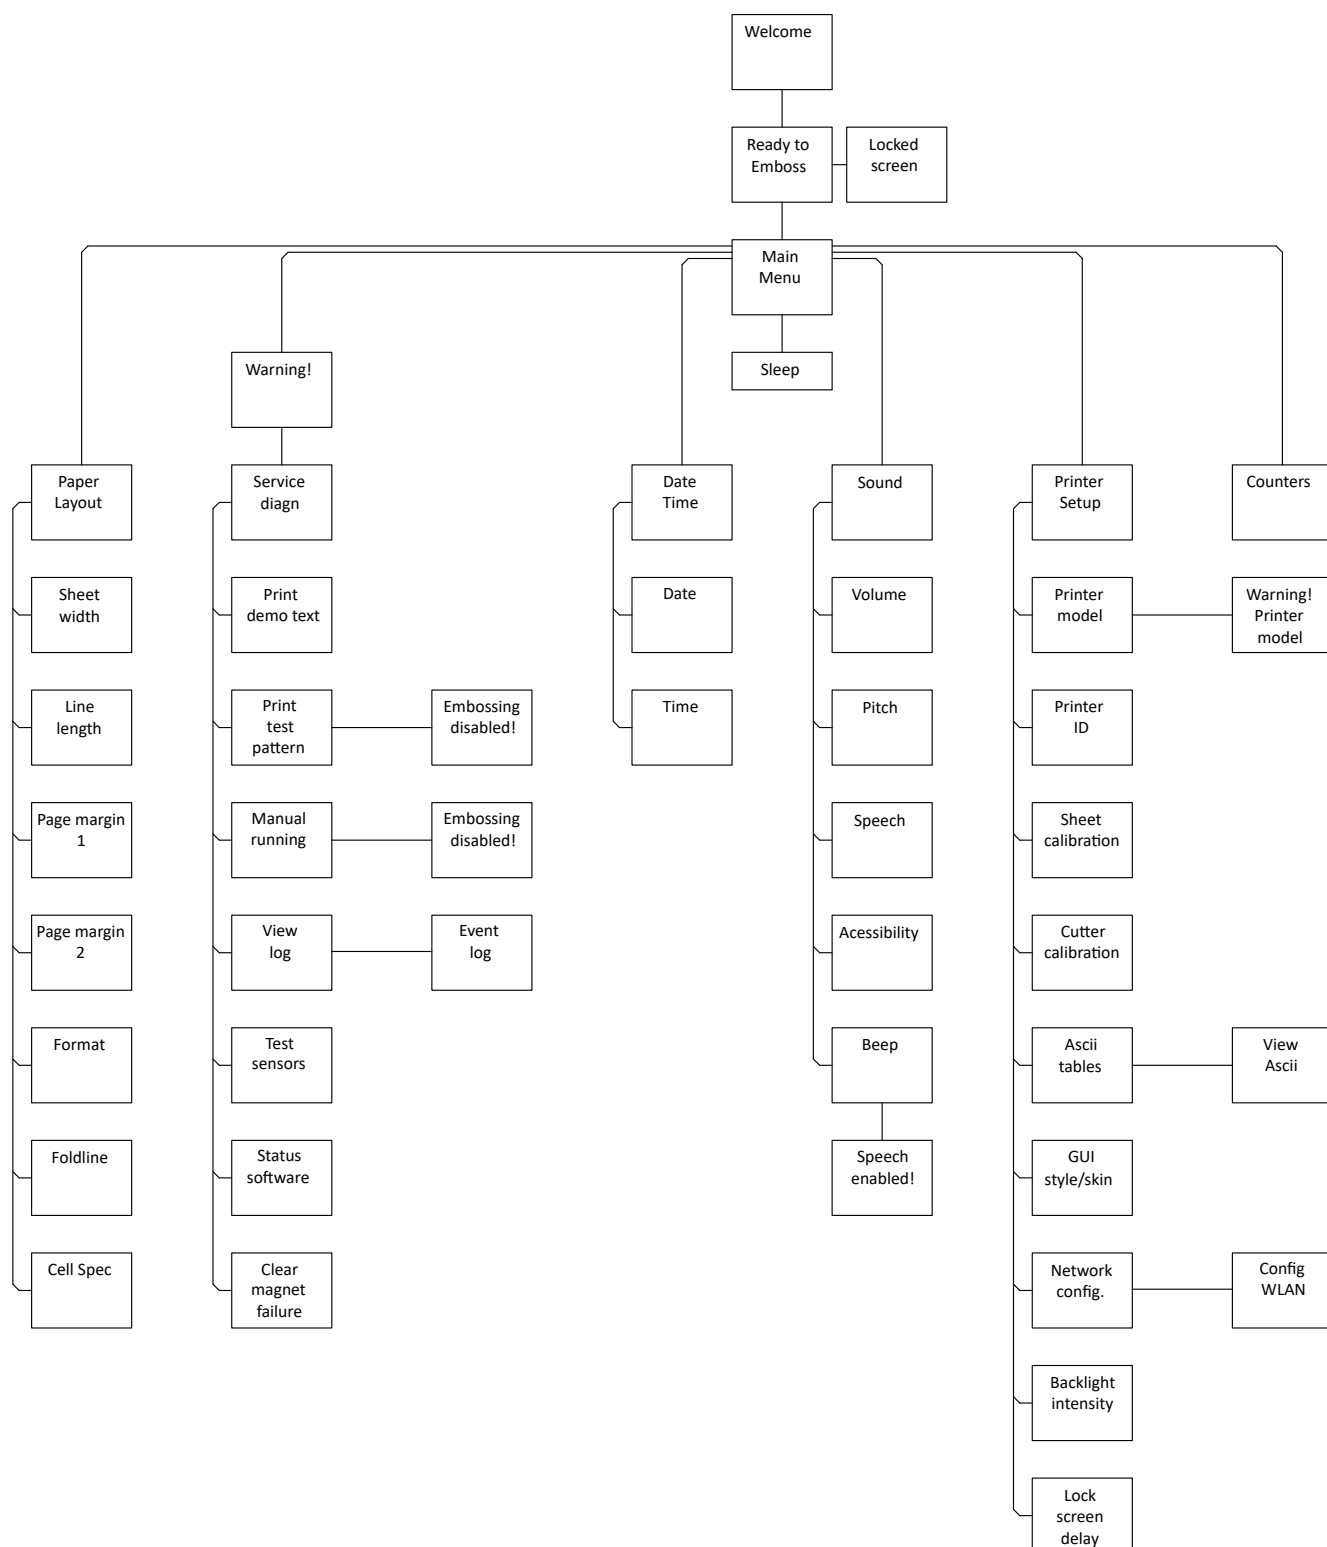 Welcome
Ready to
Emboss
Locked
screen
Main
Menu
Warning!
Sleep
Paper
Layout
Service
diagn
Date
Time
Sound
Printer
Setup
Counters
Sheet
width
Print
demo text
Date
Volume
Printer
model
Warning!
Printer
model
Line
length
Print
test
pattern
Embossing
disabled!
Time
Pitch
Printer
ID
Page margin
1
Manual
running
Embossing
disabled!
Speech
Sheet
calibration
Page margin
2
View
log
Event
log
Acessibility
Cutter
calibration
Format
Test
sensors
Beep
Ascii
tables
View
Ascii
Foldline
Status
software
Speech
enabled!
GUI
style/skin
Cell Spec
Clear
magnet
failure
Network
config.
Config
WLAN
Backlight
intensity
Lock
screen
delay